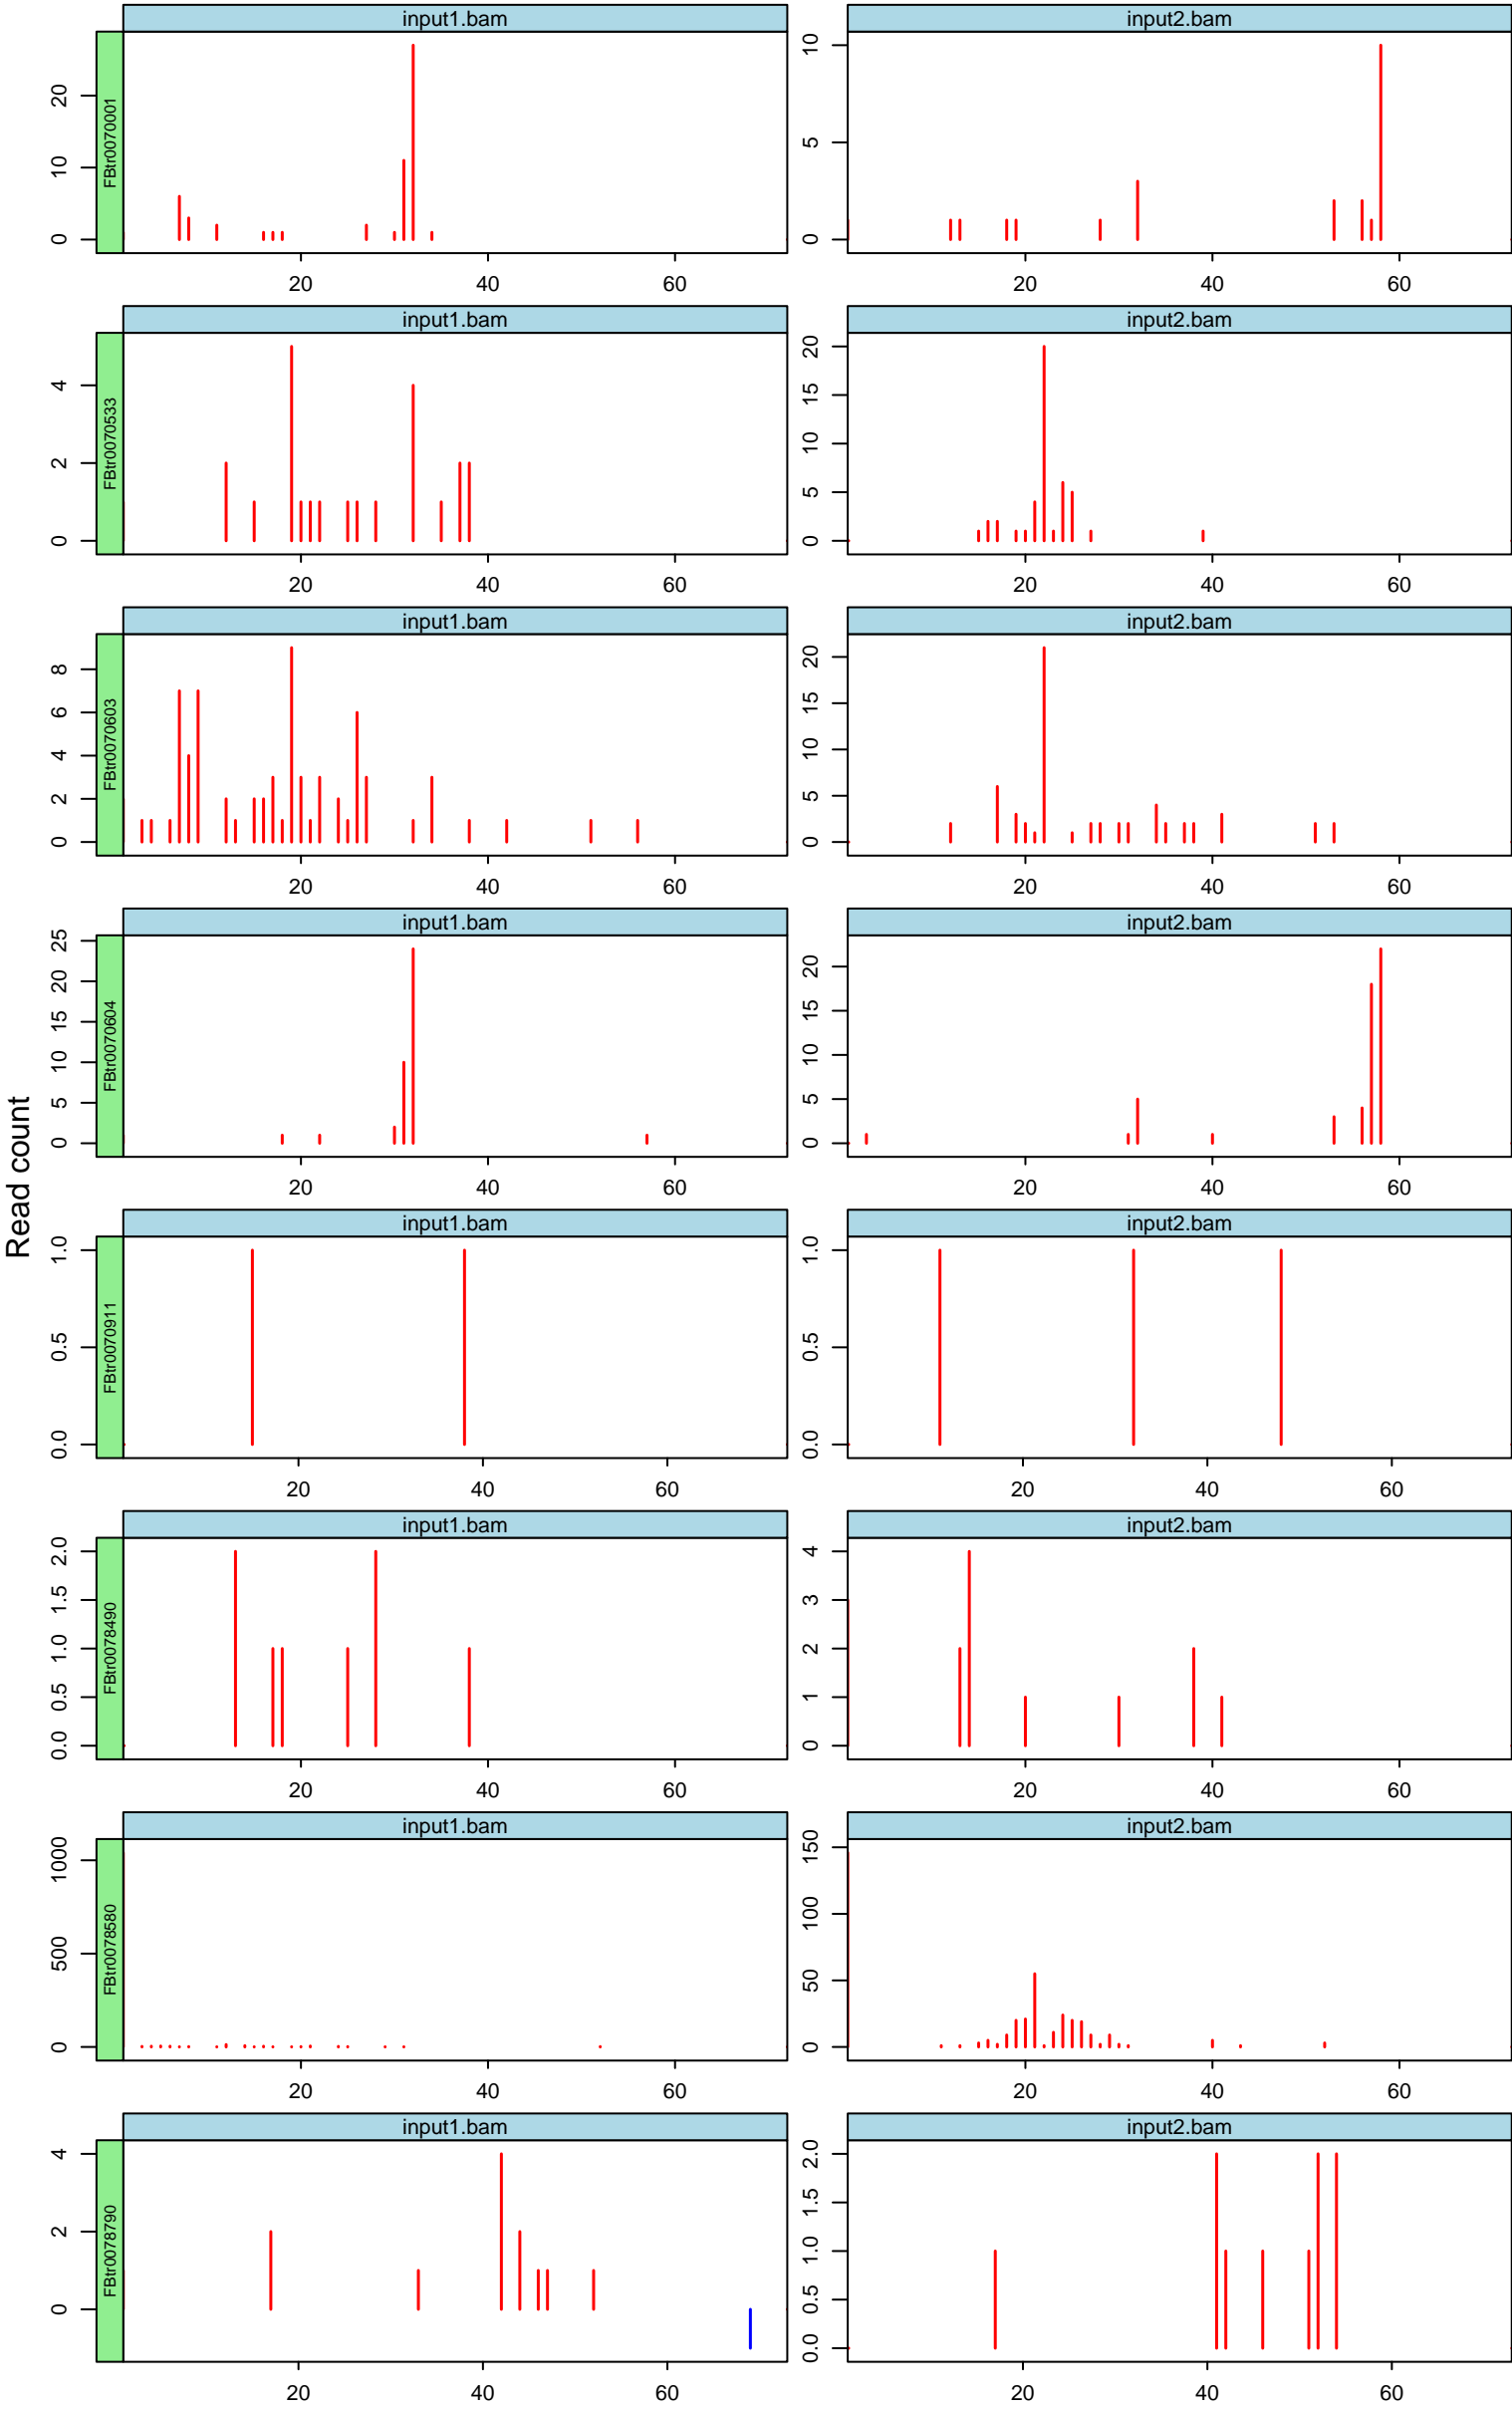 Read count
input1.bam
input2.bam
FBtr0070001
0 10 20
0 5 10
20 40 60
20 40 60
input1.bam
input2.bam
FBtr0070533
0 2 4
0 5 10 15 20
20 40 60
20 40 60
input1.bam
input2.bam
FBtr0070603
0 2 4 6 8
0 5 10 15 20
20 40 60
20 40 60
input1.bam
input2.bam
FBtr0070604
0 5 10 15 20 25
0 5 10 15 20
20 40 60
20 40 60
input1.bam
input2.bam
FBtr0070911
0.0 0.5 1.0
0.0 0.5 1.0
20 40 60
20 40 60
input1.bam
input2.bam
FBtr0078490
0.0 0.5 1.0 1.5 2.0
0 1 2 3 4
20 40 60
20 40 60
input1.bam
input2.bam
FBtr0078580
0 500 1000
0 50 100 150
20 40 60
20 40 60
input1.bam
input2.bam
FBtr0078790
0 2 4
0.0 0.5 1.0 1.5 2.0
20 40 60
20 40 60